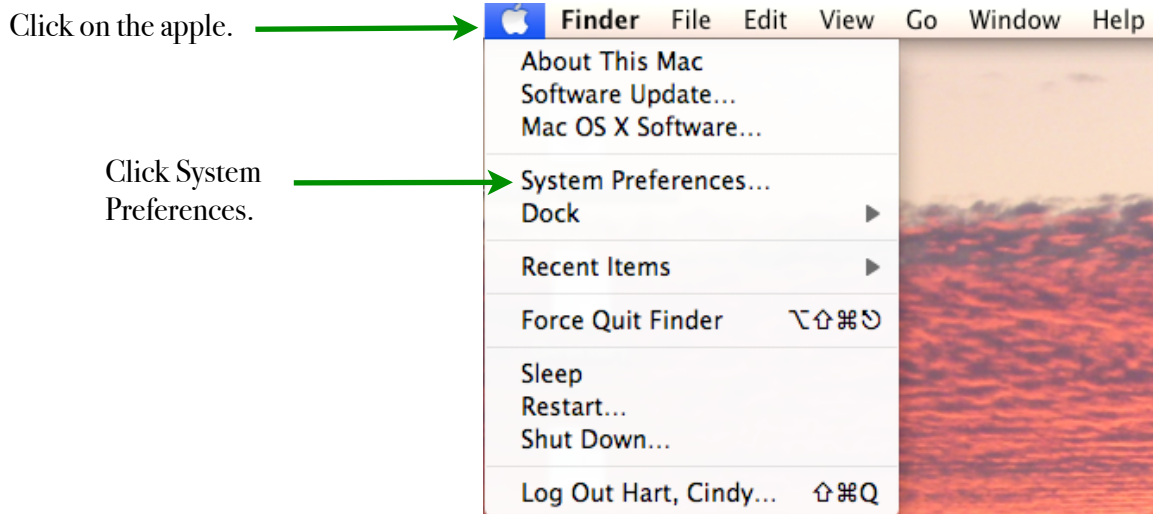 Click on the apple.
Finder File Edit View Go Window Help
About This Mac
Software Update...
Mac OS X Software...
Click System
Preferences.
System Preferences...
Dock ▶
Recent Items ▶
Force Quit Finder ⌥⇧⌘⎋
Sleep
Restart...
Shut Down...
Log Out Hart, Cindy... ⇧⌘Q